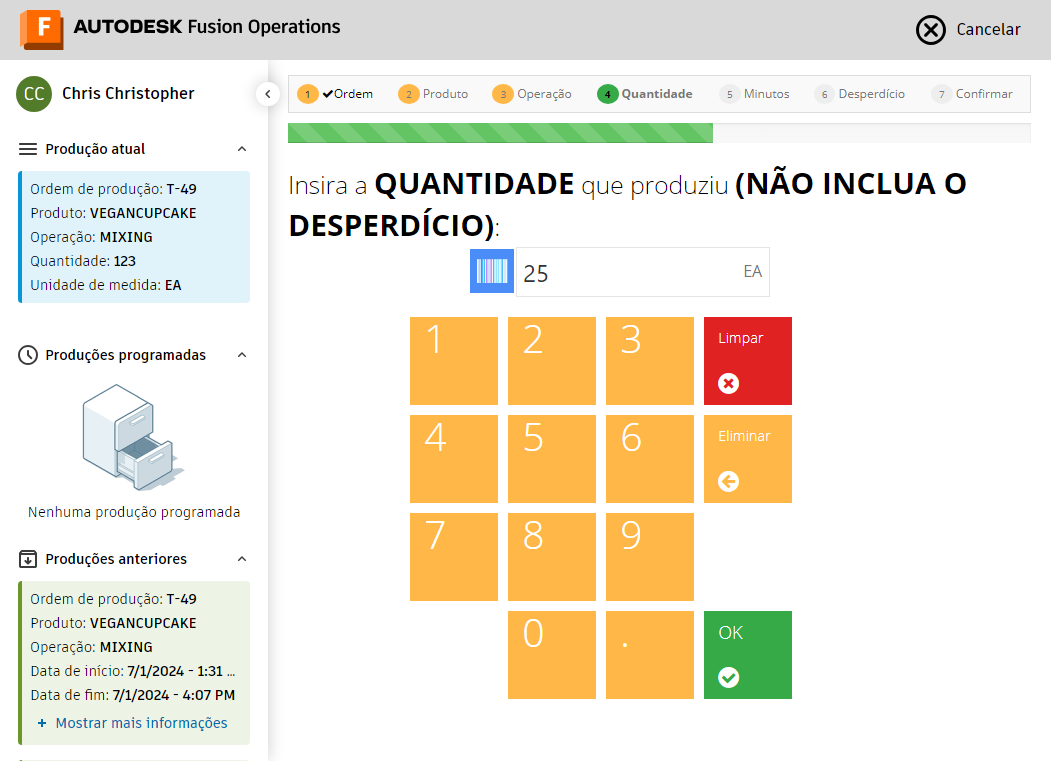 F AUTODESK Fusion Operations
Cancelar
CC Chris Christopher
Produção atual
Ordem de produção: T-49
Produto: VEGANCUPCAKE
Operação: MIXING
Quantidade: 123
Unidade de medida: EA
Produções programadas
Nenhuma produção programada
Produções anteriores
Ordem de produção: T-49
Produto: VEGANCUPCAKE
Operação: MIXING
Data de início: 7/1/2024 - 1:31 ...
Data de fim: 7/1/2024 - 4:07 PM
+ Mostrar mais informações
1 ✔Ordem 2 Produto 3 Operação 4 Quantidade 5 Minutos 6 Desperdício 7 Confirmar
Insira a QUANTIDADE que produziu (NÃO INCLUA O
DESPERDÍCIO):
25 EA
1 2 3 Limpar
4 5 6 Eliminar
7 8 9
0 . OK